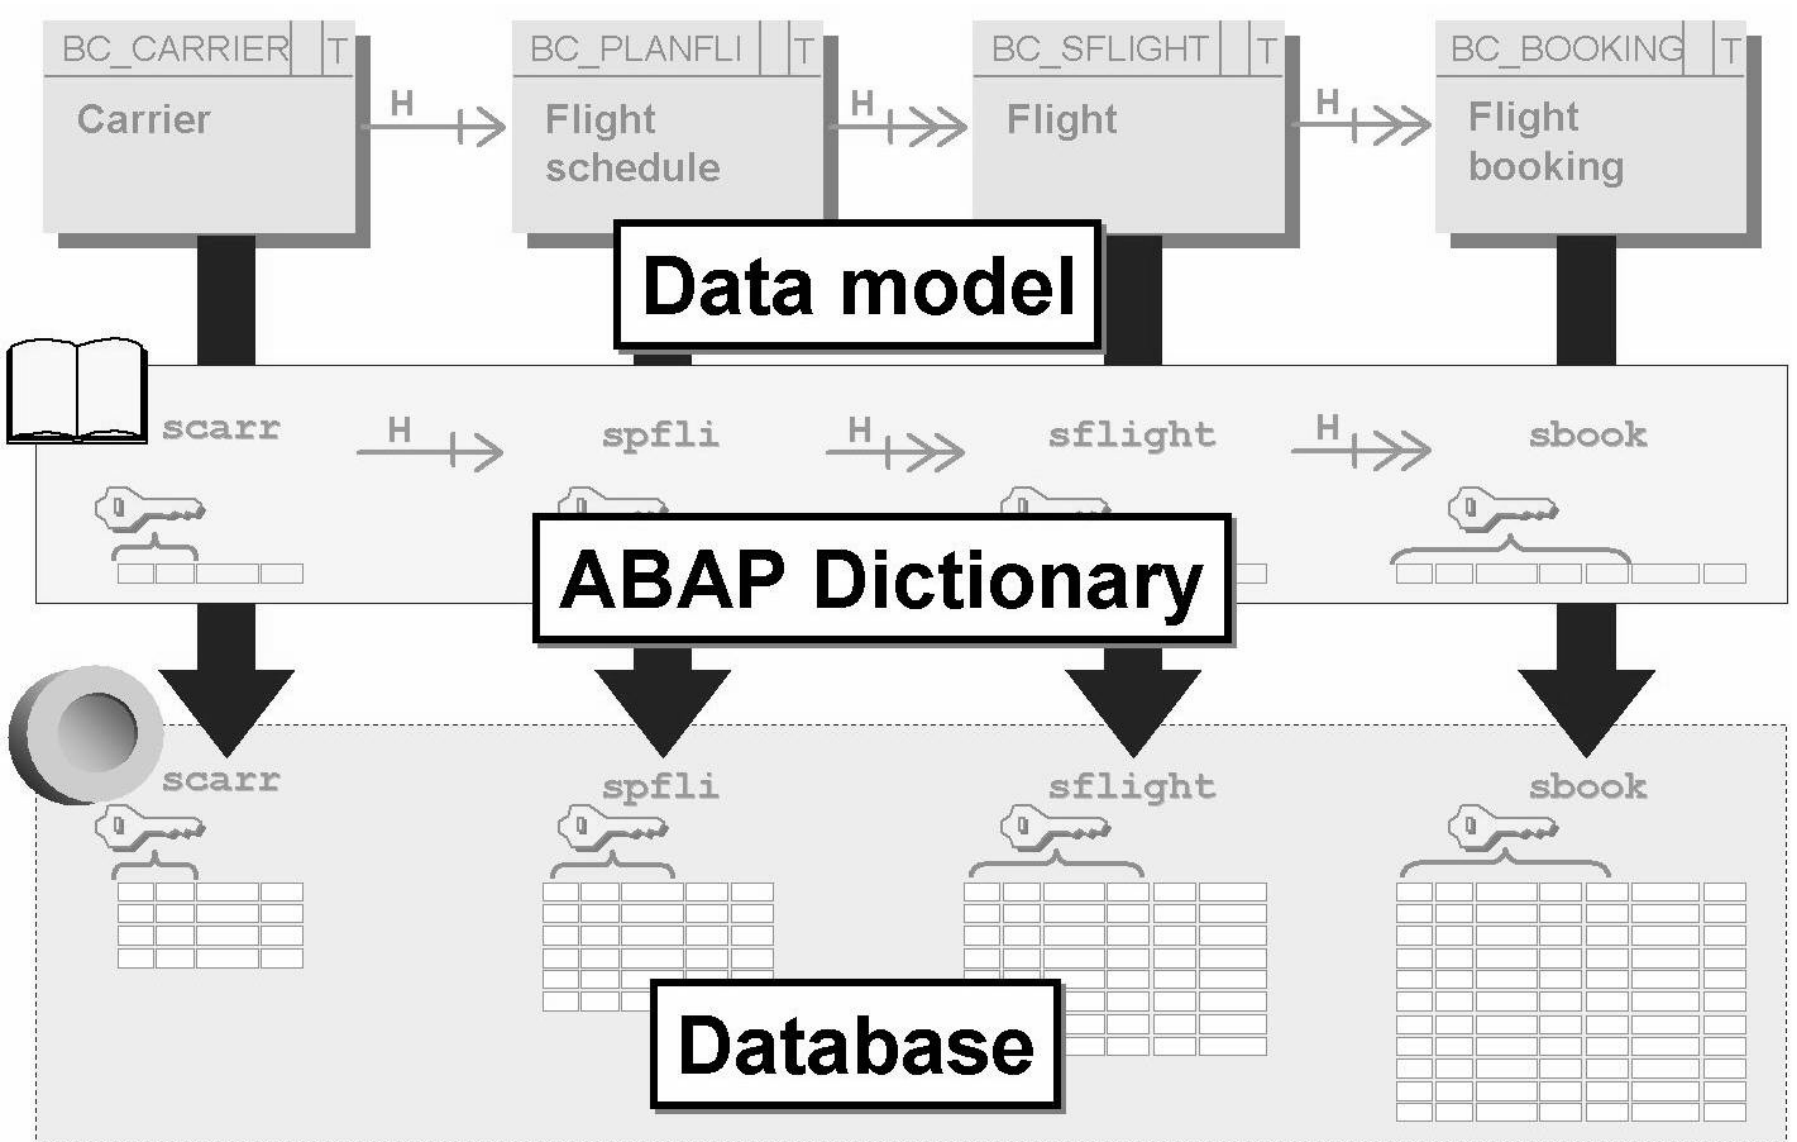 BC_CARRIER T
BC_PLANFLI T
BC_SFLIGHT T
BC_BOOKING T
Carrier
H
Flight
schedule
H
Flight
H
Flight
booking
Data model
scarr
H
spfli
H
sflight
H
sbook
ABAP Dictionary
scarr
spfli
sflight
sbook
Database